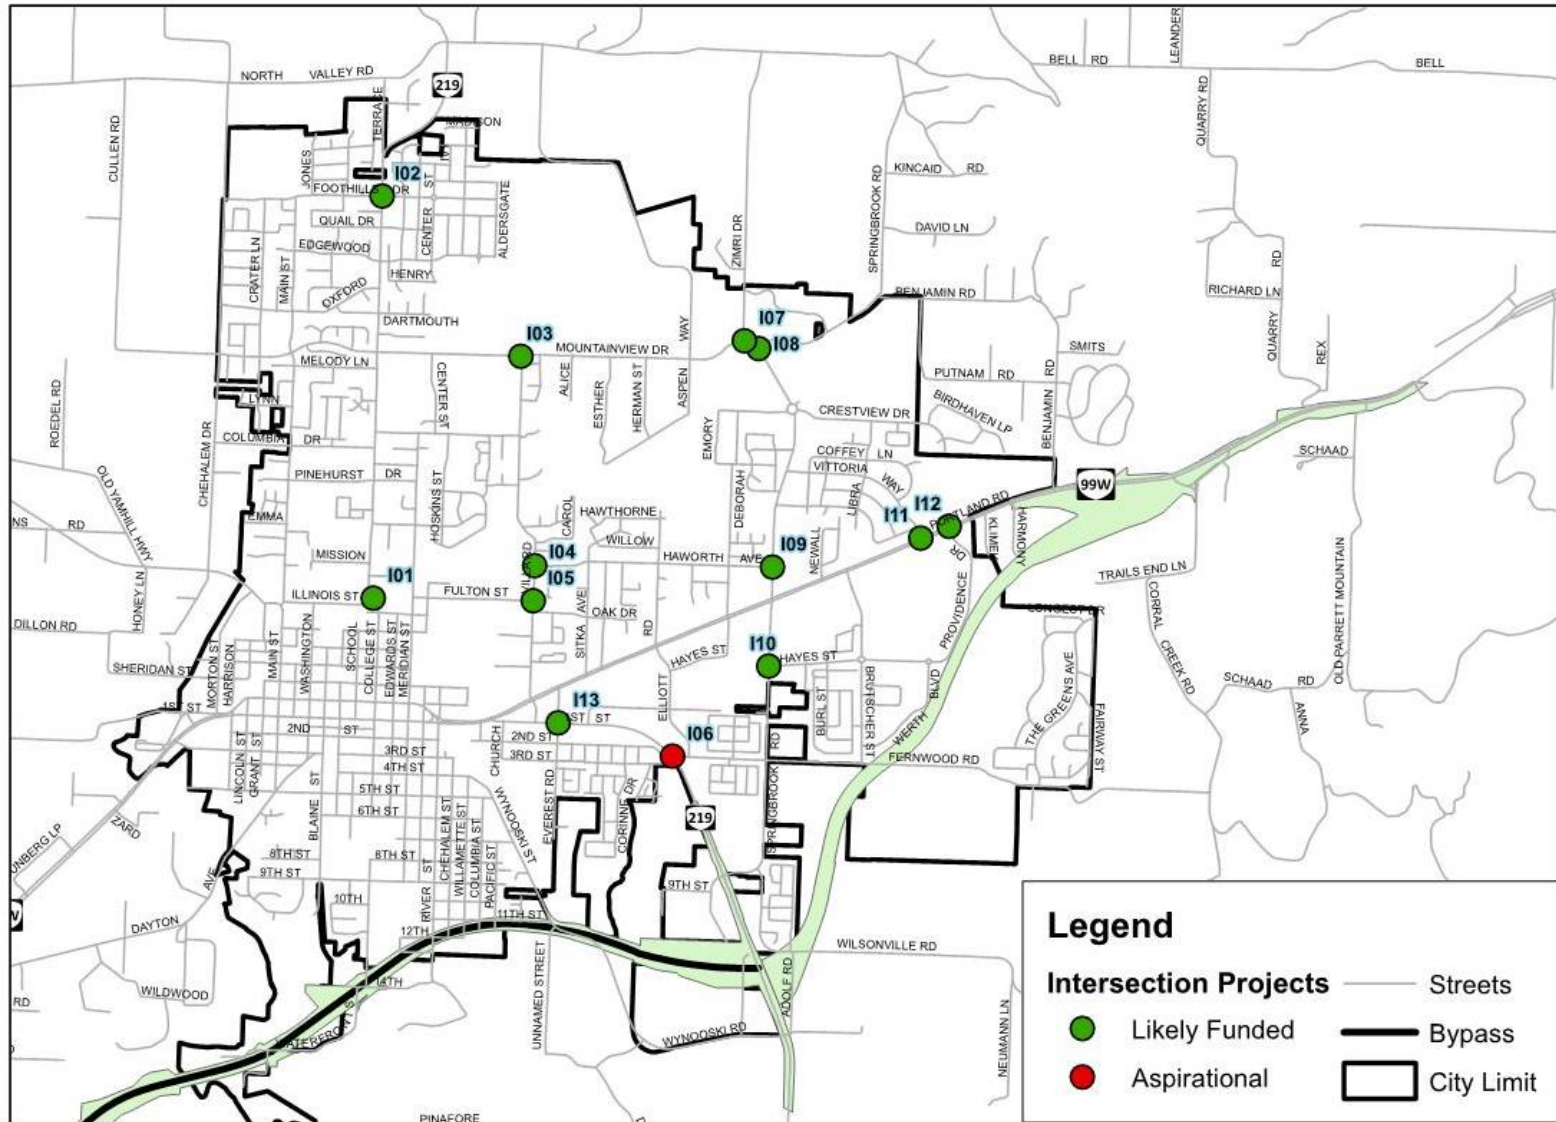 BELL RD
LEANDER
BELL
NORTH VALLEY RD
219
TERRACE
MADISON
CULLEN RD
QUARRY RD
JONES
I02
FOOTHILLS DR
CENTER ST
ALDERSGATE
KINCAID RD
SPRINGBROOK RD
QUAIL DR
DAVID LN
ZIMRI DR
EDGEWOOD
CRATER LN
MAIN ST
HENRY
OXFORD
BENJAMIN RD
RICHARD LN
QUARRY RD
DARTMOUTH
I03
I07
I08
MOUNTAINVIEW DR
WAY
ASPEN
SMITS
REX
MELODY LN
CENTER ST
ALICE
ESTHER
HERMAN ST
PUTNAM RD
BENJAMIN RD
ROEDEL RD
LYNN
BIRDHAVEN LP
CRESTVIEW DR
CHEHALEM DR
COLUMBIA DR
EMORY
COFFEY LN
SCHAAD
VITTORIA WAY
OLD YAMHILL HWY
PINEHURST DR
HOSKINS ST
DEBORAH
LIBRA
99W
EMMA
CAROL
HAWTHORNE
I11
I12
PORTLAND RD
NS RD
WILLOW
KLIMEK
HARMONY
MISSION
VILLA RD
I04
HAWORTH AVE
I09
NEWALL
DR
I01
I05
TRAILS END LN
HONEY LN
ILLINOIS ST
FULTON ST
OAK DR
SITKA AVE
RD
LONGEST DR
DILLON RD
PROVIDENCE
CORRAL CREEK RD
OLD PARRETT MOUNTAIN
SHERIDAN ST
MORTON ST
HARRISON
MAIN ST
WASHINGTON
SCHOOL
COLLEGE ST
EDWARDS ST
MERIDIAN ST
HAYES ST
I10
HAYES ST
SCHAAD RD
ANNA
1ST ST
ELLIOTT
BURL ST
BRUTSCHER ST
BLVD
WERTH
THE GREENS AVE
FAIRWAY ST
I13
ST ST
2ND ST
2ND ST
I06
LINCOLN ST
GRANT ST
3RD ST
4TH ST
3RD ST
CHURCH
FERNWOOD RD
5TH ST
6TH ST
BLAINE ST
EVEREST RD
CORINNE DR
219
SPRINGBROOK RD
ZARD
WYNOOSKI ST
8TH ST
8TH ST
9TH ST
CHEHALEM ST
WILLAMETTE ST
COLUMBIA ST
PACIFIC ST
9TH ST
AVE
10TH
RIVER ST
11TH ST
DAYTON
12TH
WILSONVILLE RD
WILDWOOD
14TH
UNNAMED STREET
ADOLF RD
RD
WATERFRONT ST
WYNOOSKI RD
NEUMANN LN
PINAFORE
Legend
Intersection Projects
Likely Funded
Aspirational
Streets
Bypass
City Limit